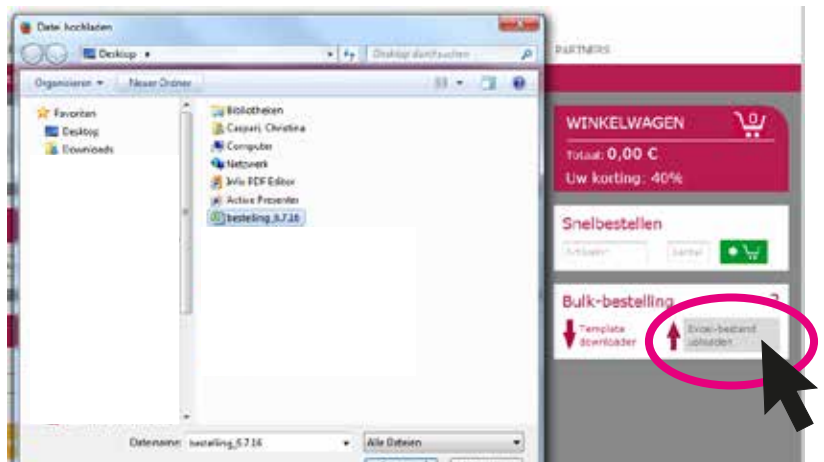 Datei hochladen
Desktop
Desktop durchsuchen
Organisieren
Neuer Ordner
Favoriten
Desktop
Downloads
Bibliotheken
Caspari, Christina
Computer
Netzwerk
Infix PDF Editor
Active Presenter
bestelling_6.7.16
Dateiname: bestelling_6.7.16
Alle Dateien
PARTNERS
WINKELWAGEN 0
Totaal: 0,00 €
Uw korting: 40%
Snelbestellen
Artikelnr. Aantal
Bulk-bestelling ?
Template
downloaden
Excel-bestand
uploaden